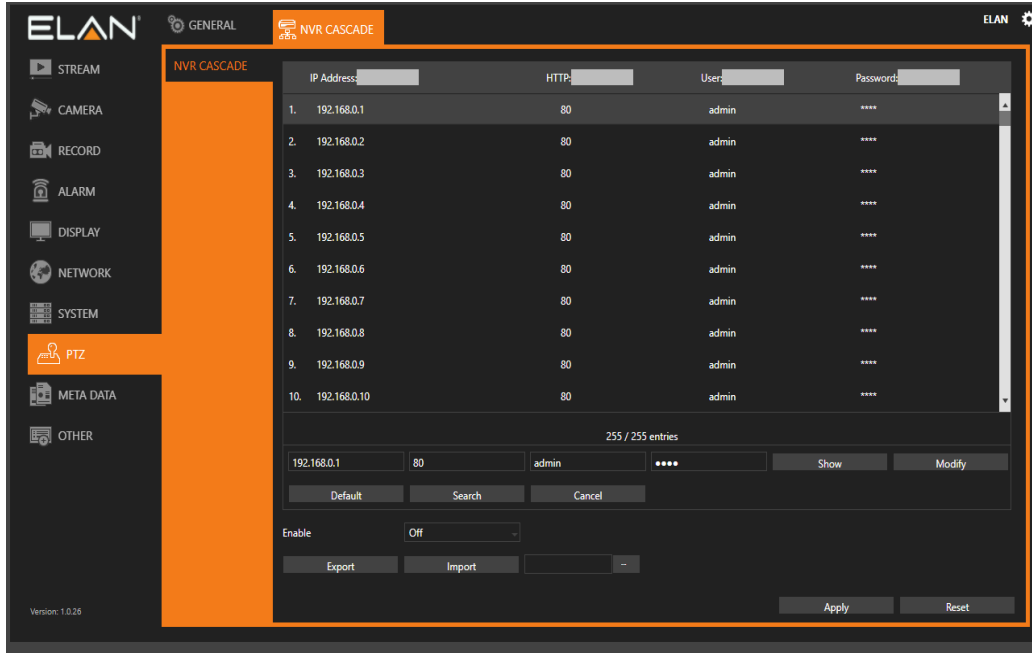 ELAN
GENERAL
NVR CASCADE
ELAN
STREAM
CAMERA
RECORD
ALARM
DISPLAY
NETWORK
SYSTEM
PTZ
META DATA
OTHER
Version: 1.0.26
NVR CASCADE
IP Address: HTTP: User: Password:
1. 192.168.0.1 80 admin ****
2. 192.168.0.2 80 admin ****
3. 192.168.0.3 80 admin ****
4. 192.168.0.4 80 admin ****
5. 192.168.0.5 80 admin ****
6. 192.168.0.6 80 admin ****
7. 192.168.0.7 80 admin ****
8. 192.168.0.8 80 admin ****
9. 192.168.0.9 80 admin ****
10. 192.168.0.10 80 admin ****
255 / 255 entries
192.168.0.1 80 admin •••• Show Modify
Default Search Cancel
Enable Off
Export Import ...
Apply Reset